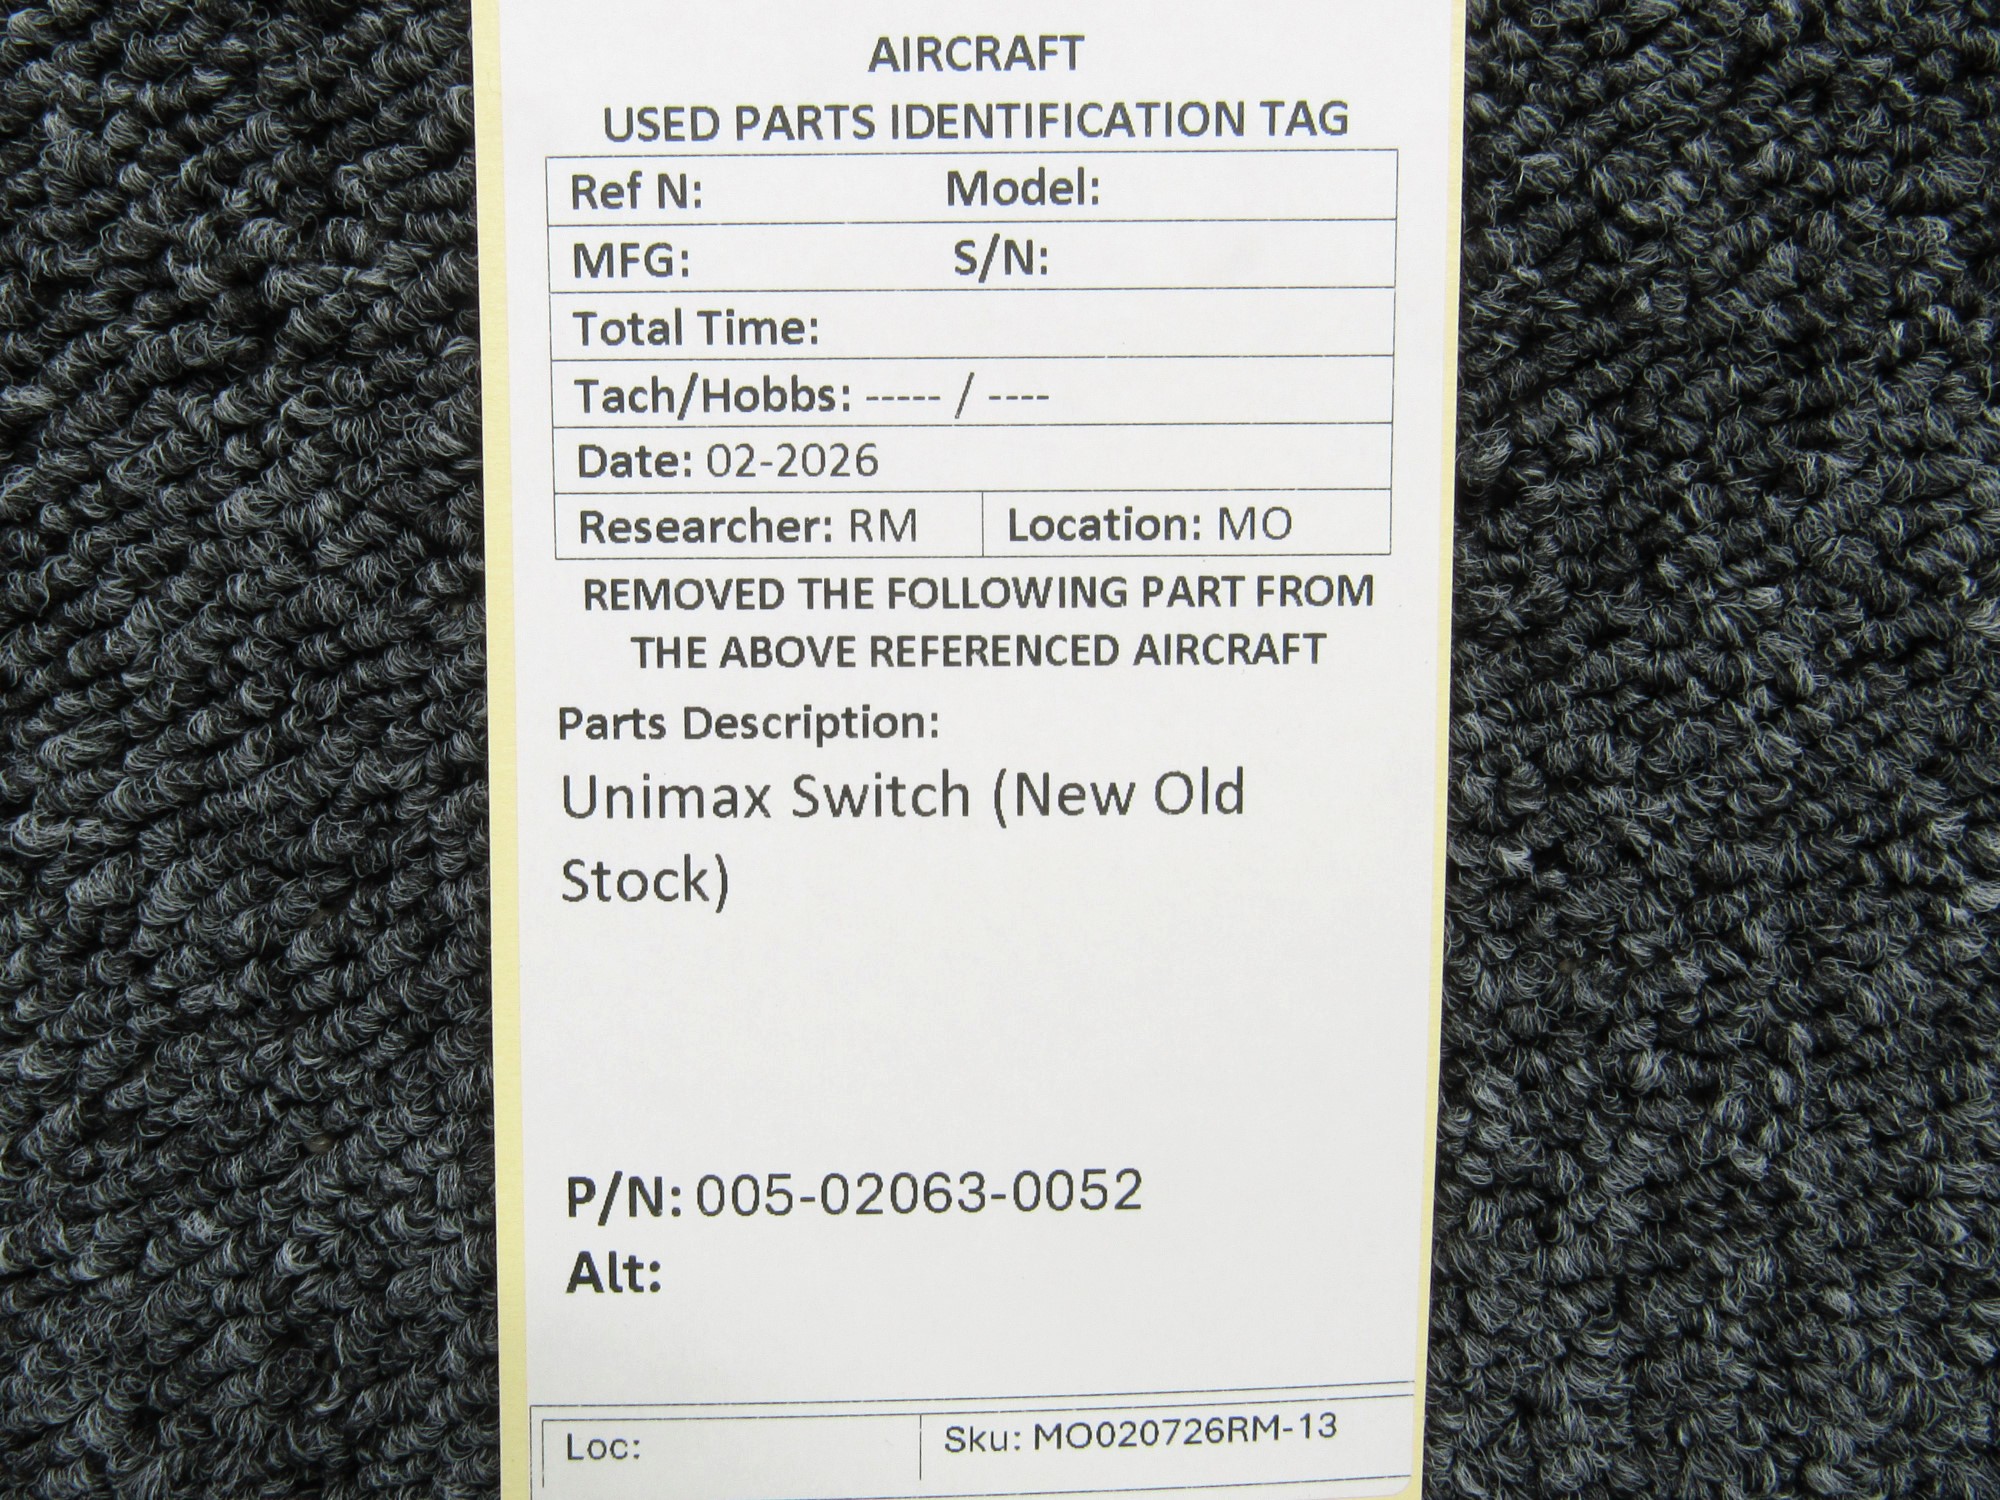 AIRCRAFT
USED PARTS IDENTIFICATION TAG
Ref N: Model:
MFG: S/N:
Total Time:
Tach/Hobbs: ----- / ----
Date: 02-2026
Researcher: RM Location: MO
REMOVED THE FOLLOWING PART FROM
THE ABOVE REFERENCED AIRCRAFT
Parts Description:
Unimax Switch (New Old
Stock)
P/N: 005-02063-0052
Alt:
Loc: Sku: MO020726RM-13